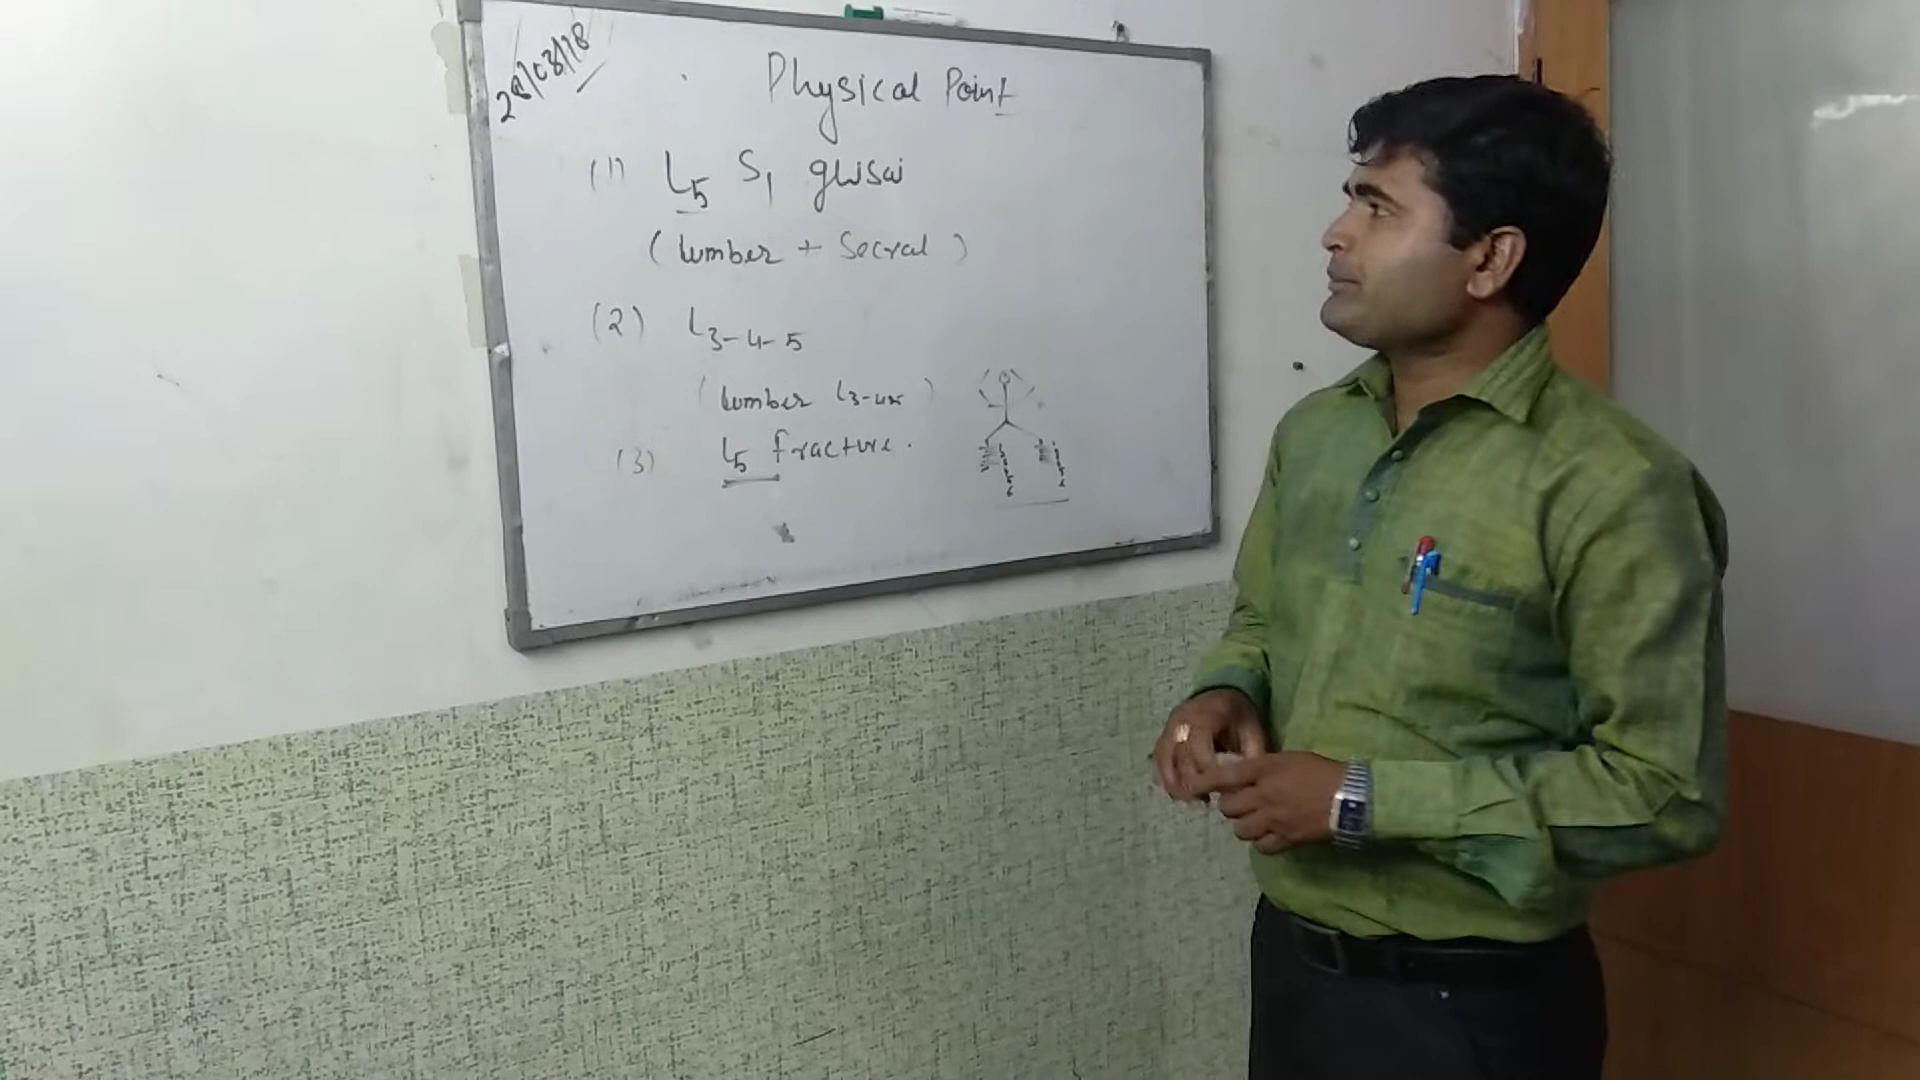 28/03/18
Physical Point
(1) L5 S1 ghisai
(Lumber + Secral)
(2) L3-4-5
(Lumber L3-4x)
(3) L5 fracture.